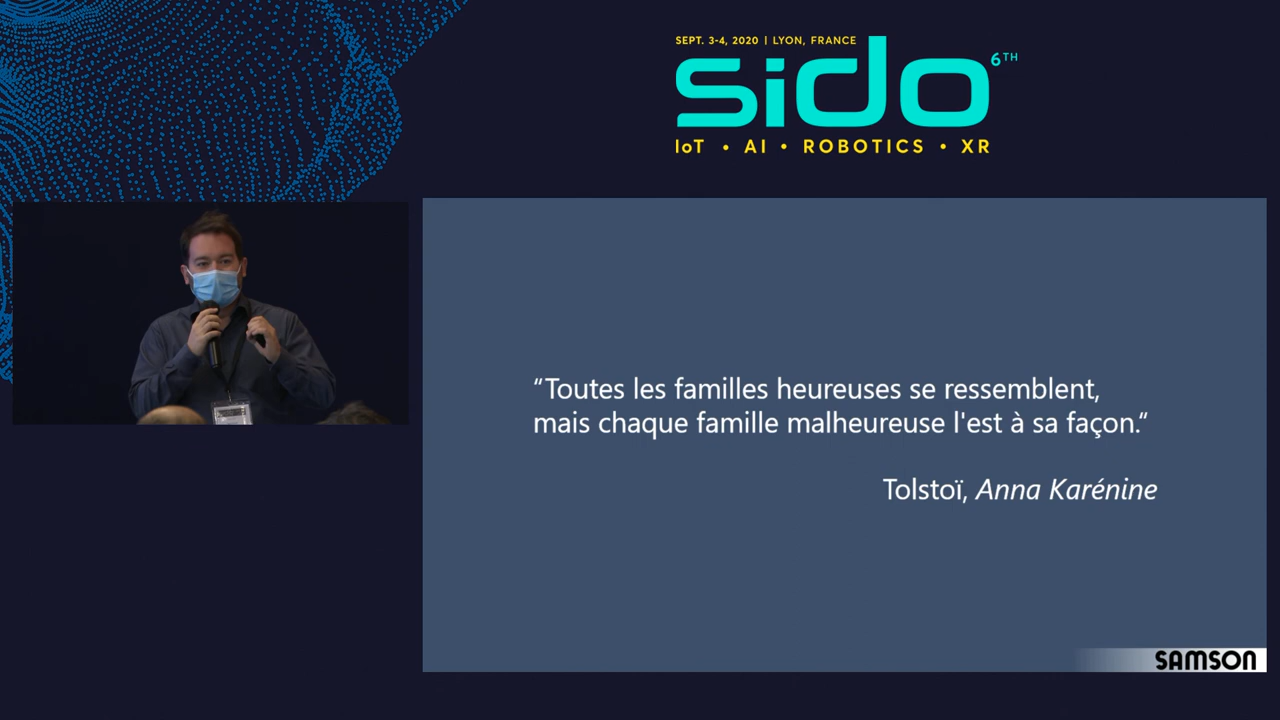 SEPT. 3-4, 2020 | LYON, FRANCE
sido 6TH
IoT • AI • ROBOTICS • XR
“Toutes les familles heureuses se ressemblent,
mais chaque famille malheureuse l'est à sa façon.“
Tolstoï, Anna Karénine
SAMSON